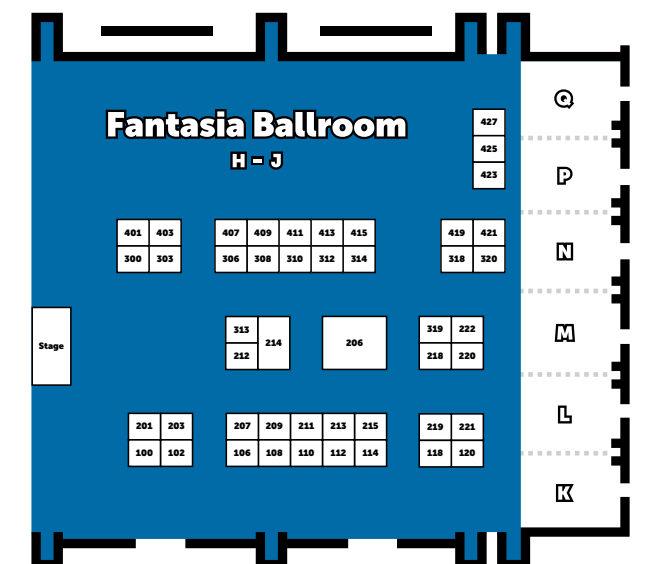 Fantasia Ballroom
H – J
Q
P
N
M
L
K
427
425
423
401 403
300 303
407 409 411 413 415
306 308 310 312 314
419 421
318 320
Stage
313
212
214
206
319 222
218 220
201 203
100 102
207 209 211 213 215
106 108 110 112 114
219 221
118 120